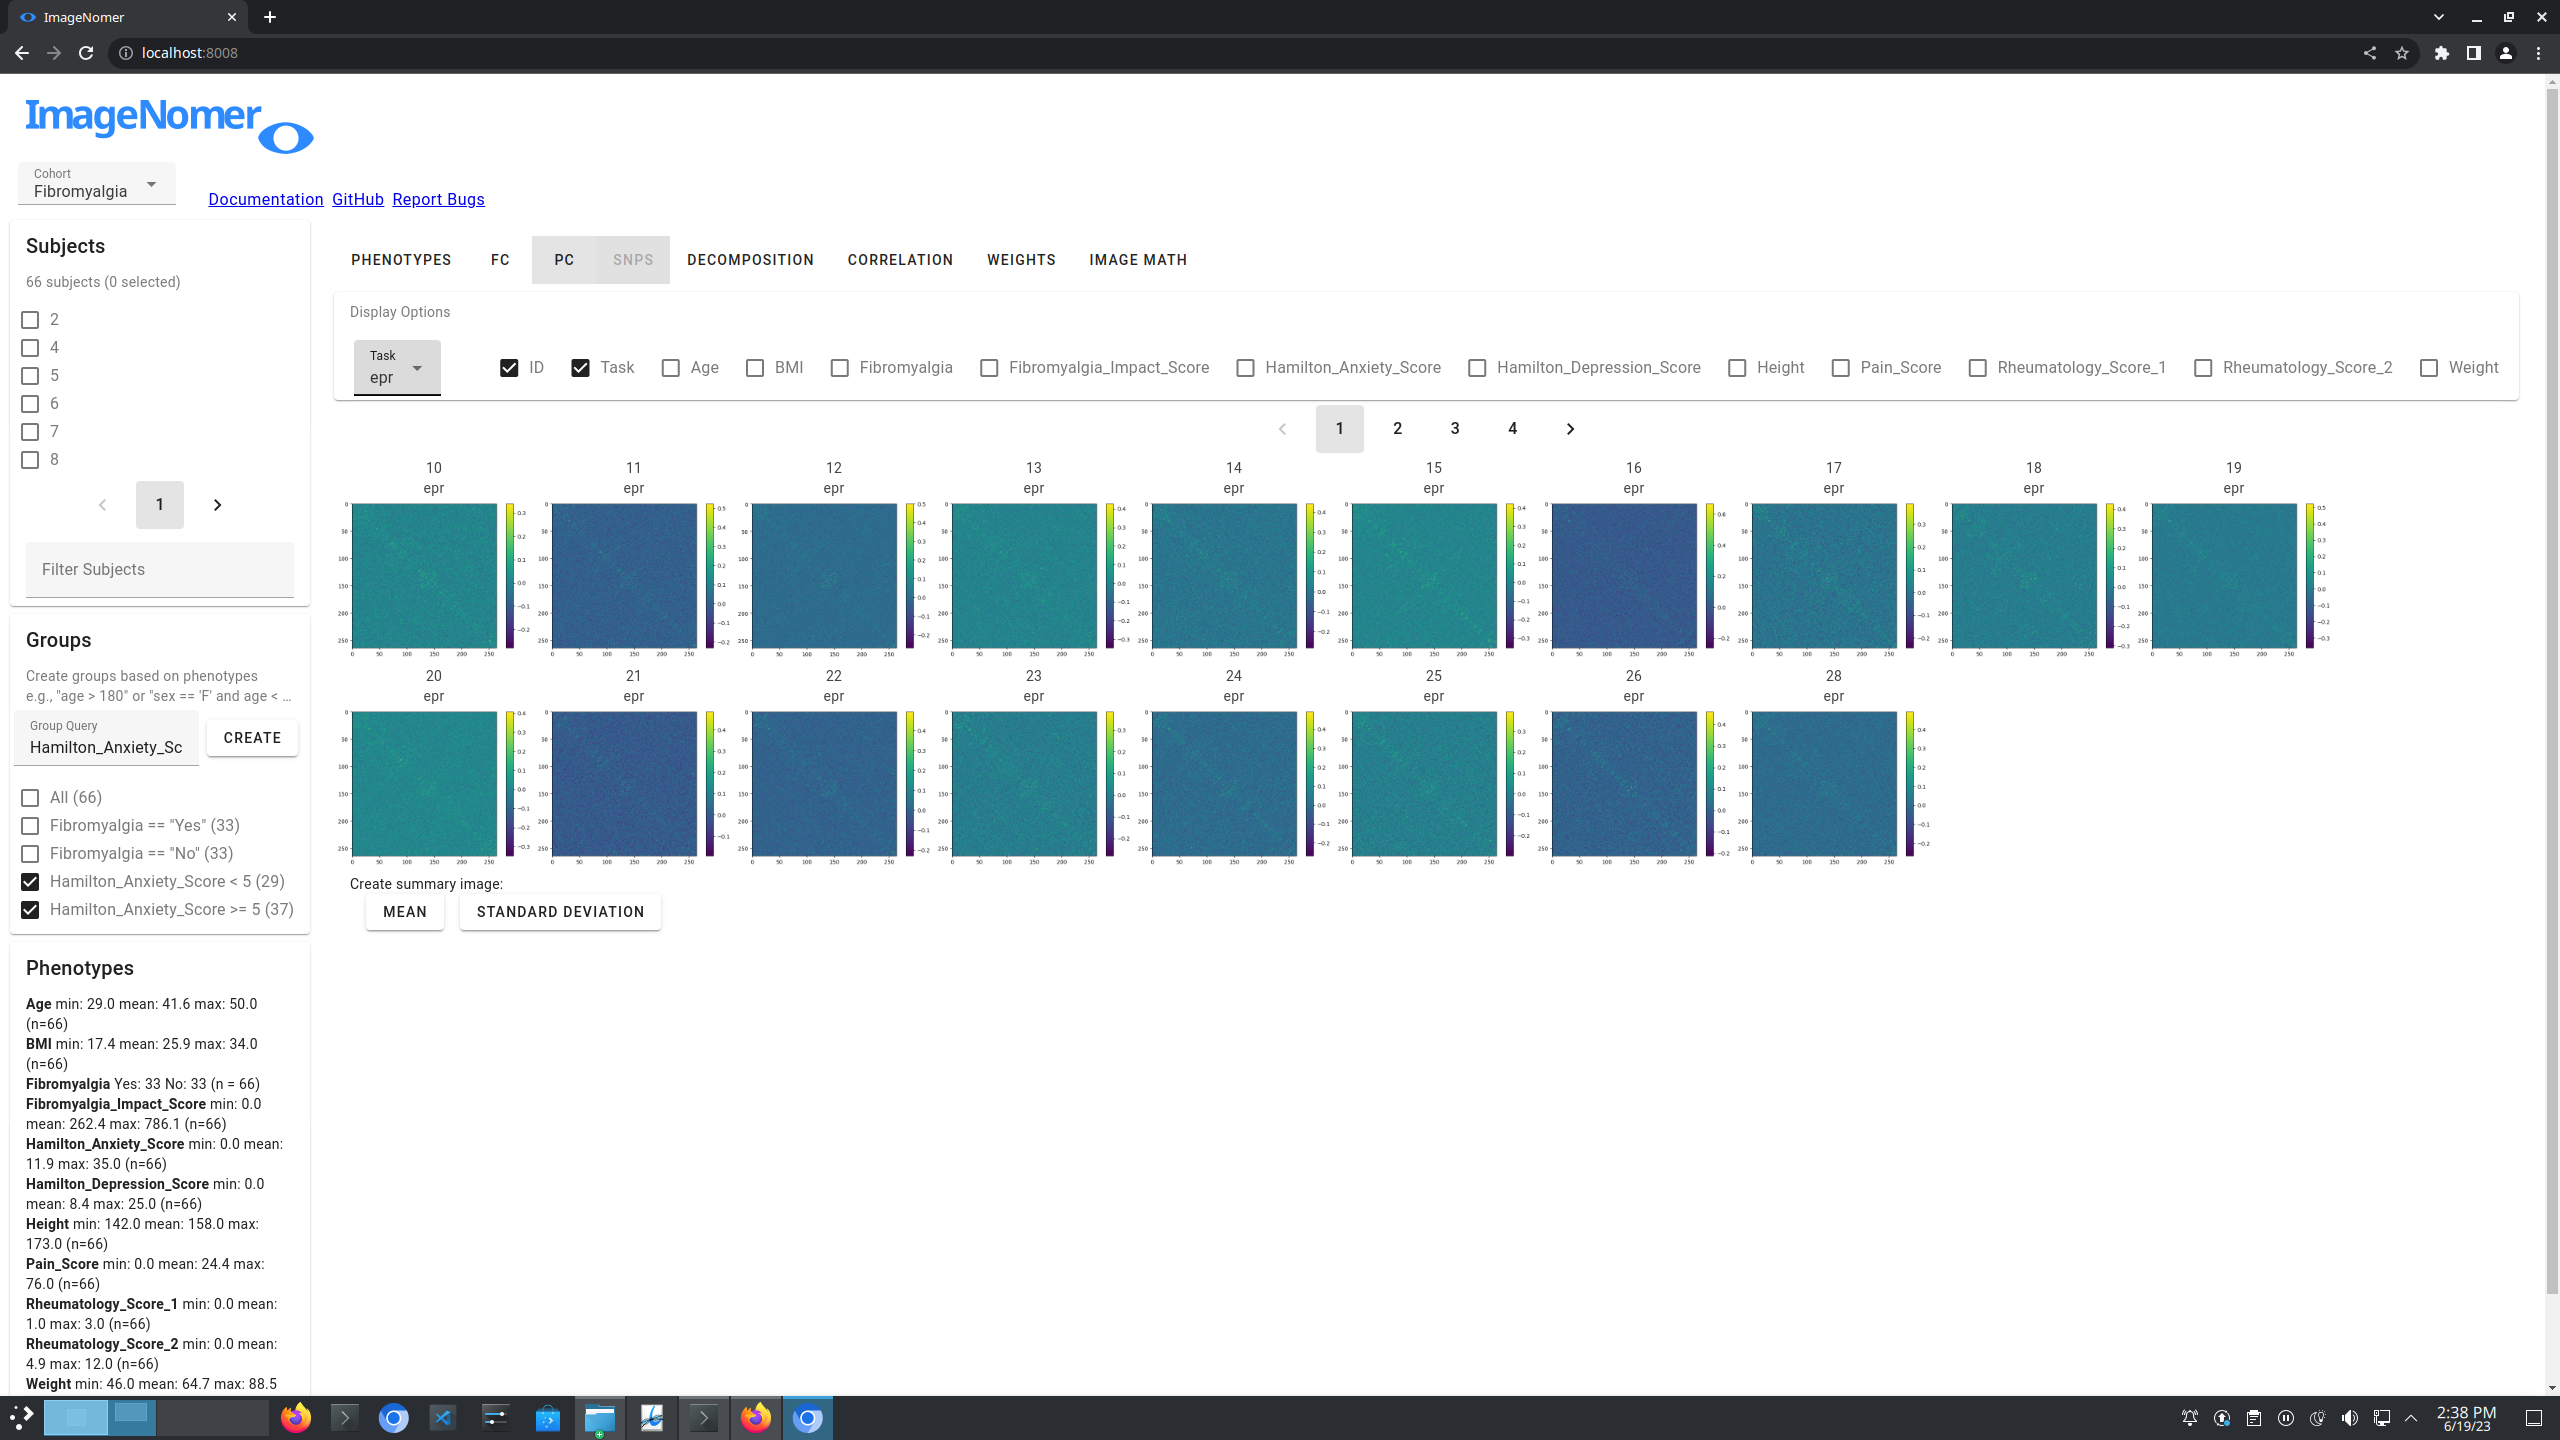 ImageNomer
localhost:8008
ImageNomer
Cohort
Fibromyalgia
Documentation GitHub Report Bugs
Subjects
66 subjects (0 selected)
2
4
5
6
7
8
1
Filter Subjects
Groups
Create groups based on phenotypes
e.g., "age > 180" or "sex == 'F' and age < ...
Group Query
Hamilton_Anxiety_Sc
CREATE
All (66)
Fibromyalgia == "Yes" (33)
Fibromyalgia == "No" (33)
Hamilton_Anxiety_Score < 5 (29)
Hamilton_Anxiety_Score >= 5 (37)
Phenotypes
Age min: 29.0 mean: 41.6 max: 50.0
(n=66)
BMI min: 17.4 mean: 25.9 max: 34.0
(n=66)
Fibromyalgia Yes: 33 No: 33 (n = 66)
Fibromyalgia_Impact_Score min: 0.0
mean: 262.4 max: 786.1 (n=66)
Hamilton_Anxiety_Score min: 0.0 mean:
11.9 max: 35.0 (n=66)
Hamilton_Depression_Score min: 0.0
mean: 8.4 max: 25.0 (n=66)
Height min: 142.0 mean: 158.0 max:
173.0 (n=66)
Pain_Score min: 0.0 mean: 24.4 max:
76.0 (n=66)
Rheumatology_Score_1 min: 0.0 mean:
1.0 max: 3.0 (n=66)
Rheumatology_Score_2 min: 0.0 mean:
4.9 max: 12.0 (n=66)
Weight min: 46.0 mean: 64.7 max: 88.5
PHENOTYPES FC PC SNPS DECOMPOSITION CORRELATION WEIGHTS IMAGE MATH
Display Options
Task
epr
ID Task Age BMI Fibromyalgia Fibromyalgia_Impact_Score Hamilton_Anxiety_Score Hamilton_Depression_Score Height Pain_Score Rheumatology_Score_1 Rheumatology_Score_2 Weight
1 2 3 4
10 11 12 13 14 15 16 17 18 19
epr epr epr epr epr epr epr epr epr epr
20 21 22 23 24 25 26 28
epr epr epr epr epr epr epr epr
Create summary image:
MEAN STANDARD DEVIATION
2:38 PM
6/19/23